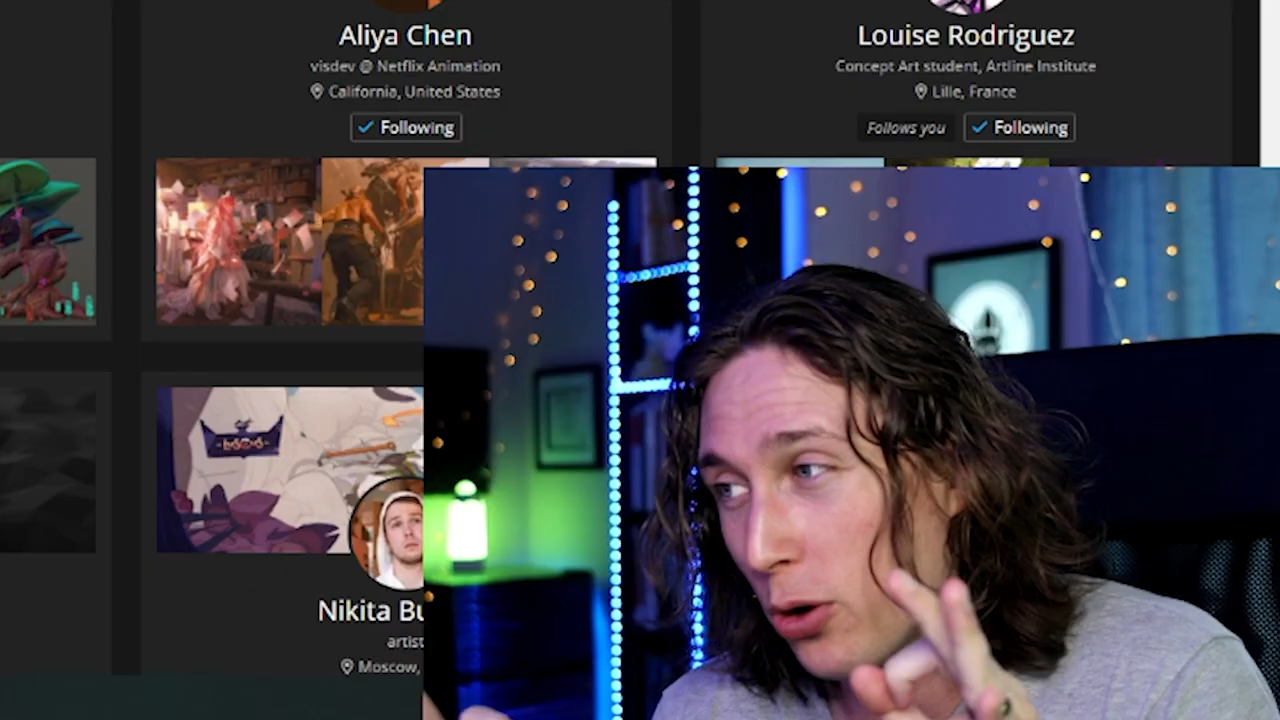 Aliya Chen
visdev @ Netflix Animation
California, United States
Following
Louise Rodriguez
Concept Art student, Artline Institute
Lille, France
Follows you
Following
Nikita
artist
Moscow,